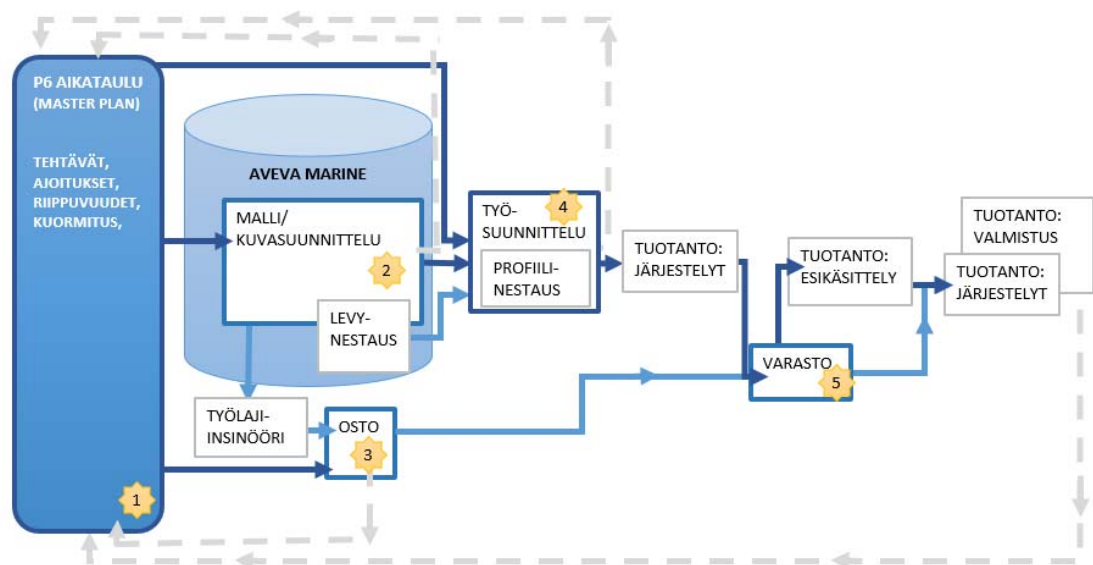 P6 AIKATAULU
(MASTER PLAN)
TEHTÄVÄT,
AJOITUKSET,
RIIPPUVUUDET,
KUORMITUS,
1
AVEVA MARINE
MALLI/
KUVASUUNNITTELU
2
LEVY-
NESTAUS
TYÖLAJI-
INSINÖÖRI
OSTO
3
TYÖ-
SUUNNITTELU
4
PROFIILI-
NESTAUS
TUOTANTO:
JÄRJESTELYT
VARASTO
5
TUOTANTO:
ESIKÄSITTELY
TUOTANTO:
VALMISTUS
TUOTANTO:
JÄRJESTELYT